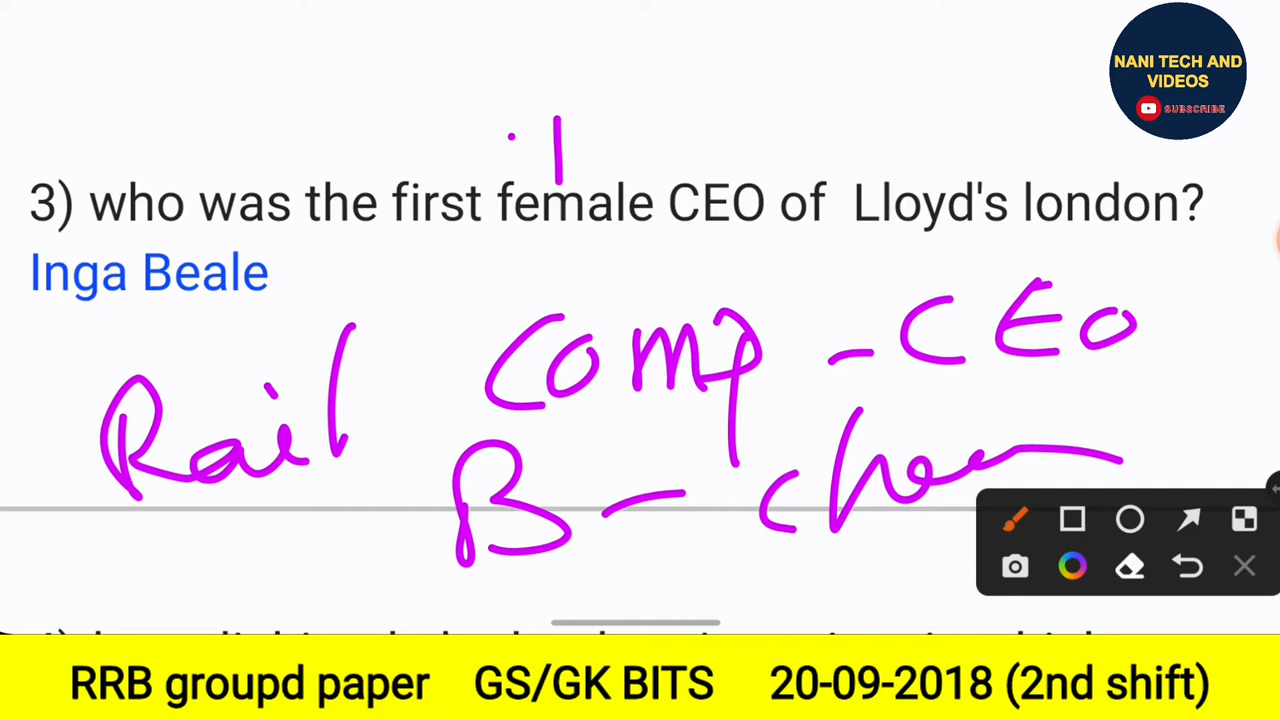 NANI TECH AND
VIDEOS
SUBSCRIBE
3) who was the first female CEO of Lloyd's london?
Inga Beale
Comp - CEO
Rail
B -
RRB groupd paper GS/GK BITS 20-09-2018 (2nd shift)